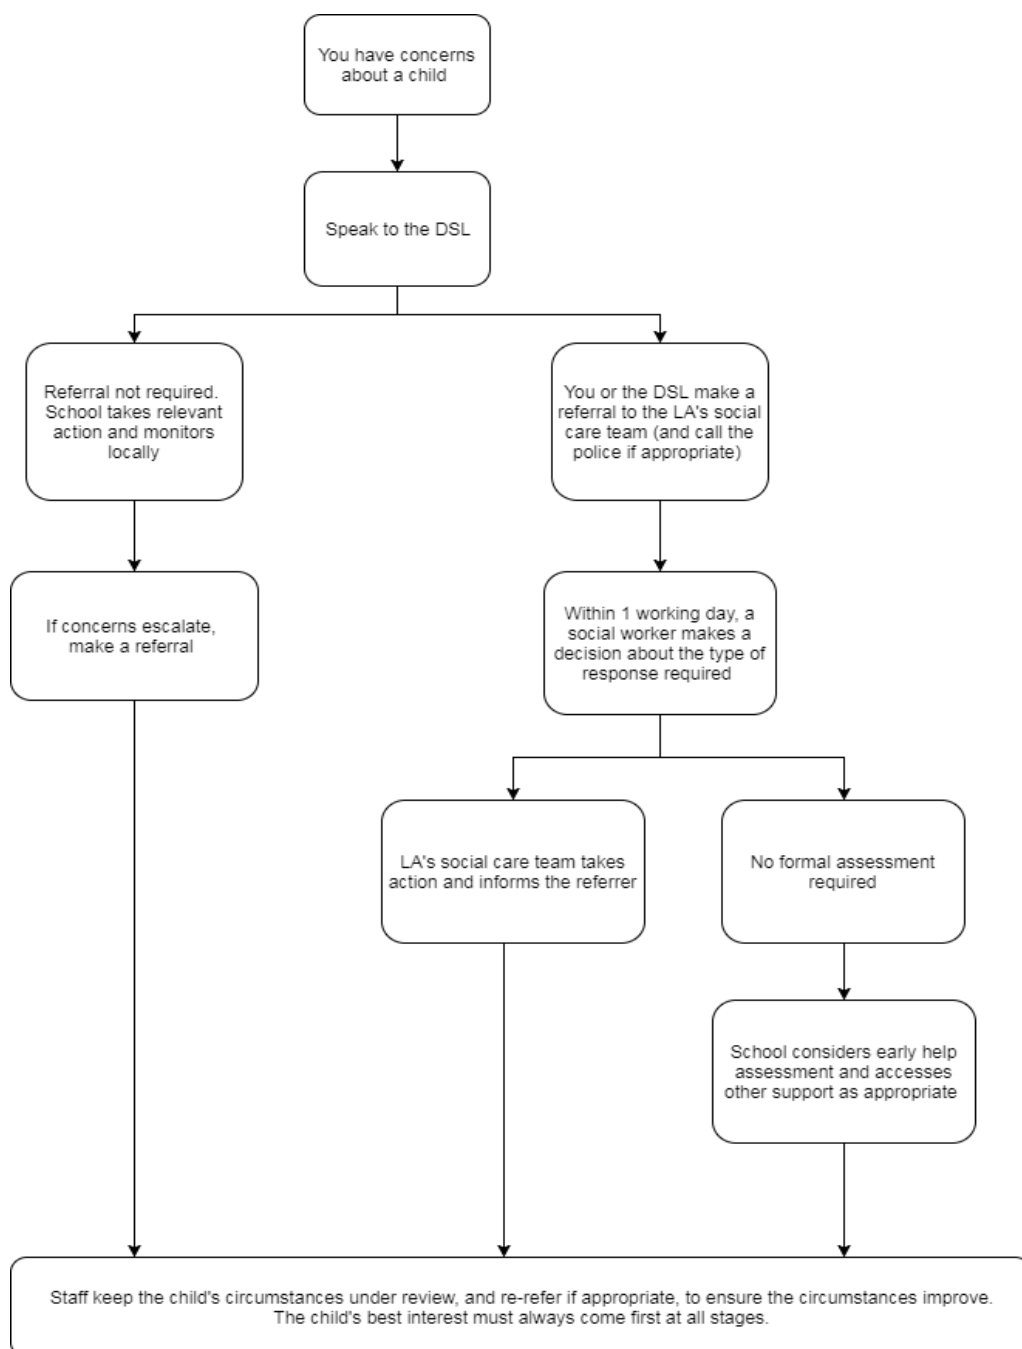 You have concerns
about a child
Speak to the DSL
Referral not required.
School takes relevant
action and monitors
locally
You or the DSL make a
referral to the LA's social
care team (and call the
police if appropriate)
If concerns escalate,
make a referral
Within 1 working day, a
social worker makes a
decision about the type of
response required
LA's social care team takes
action and informs the referrer
No formal assessment
required
School considers early help
assessment and accesses
other support as appropriate
Staff keep the child's circumstances under review, and re-refer if appropriate, to ensure the circumstances improve.
The child's best interest must always come first at all stages.